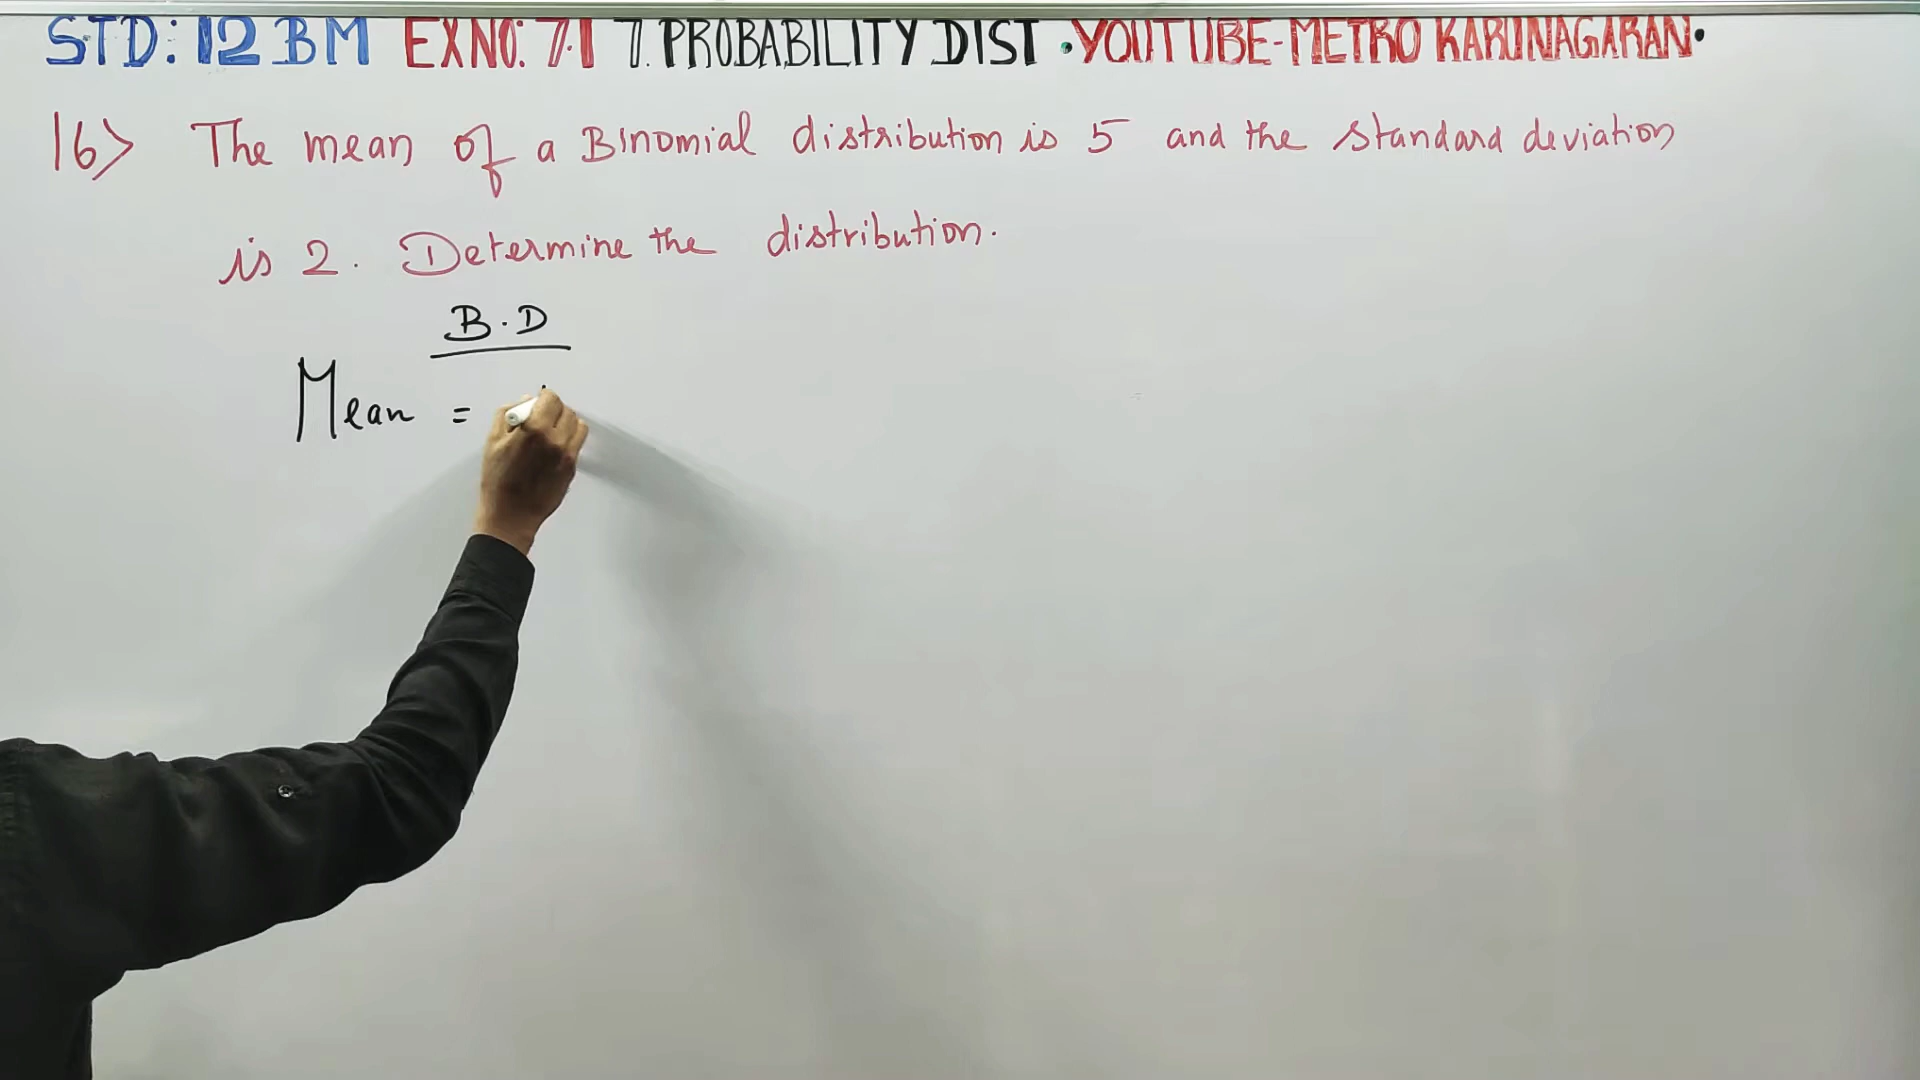 STD: 12 BM EXNO: 7.1 7. PROBABILITY DIST • YOUTUBE-METRO KARUNAGARAN •
16> The mean of a Binomial distribution is 5 and the standard deviation
is 2. Determine the distribution.
B.D
Mean =